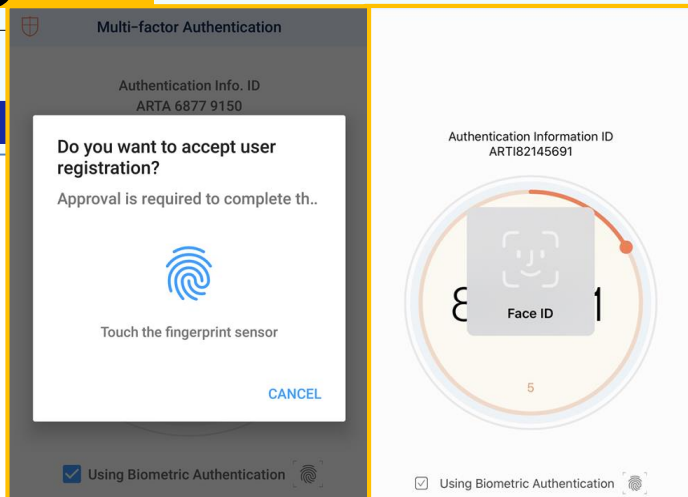 Multi-factor Authentication
Authentication Info. ID
ARTA 6877 9150
Do you want to accept user
registration?
Approval is required to complete th..
Touch the fingerprint sensor
CANCEL
Using Biometric Authentication
Authentication Information ID
ARTI82145691
8
1
Face ID
5
Using Biometric Authentication